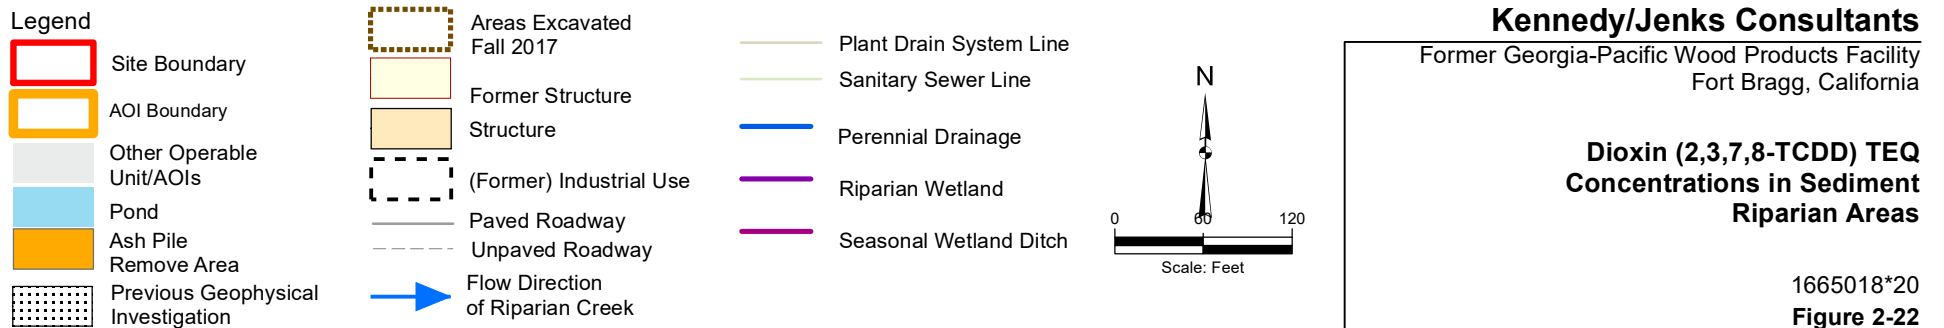 Legend
Site Boundary
AOI Boundary
Other Operable
Unit/AOIs
Pond
Ash Pile
Remove Area
Previous Geophysical
Investigation
Areas Excavated
Fall 2017
Former Structure
Structure
(Former) Industrial Use
Paved Roadway
Unpaved Roadway
Flow Direction
of Riparian Creek
Plant Drain System Line
Sanitary Sewer Line
Perennial Drainage
Riparian Wetland
Seasonal Wetland Ditch
N
0 60 120
Scale: Feet
Kennedy/Jenks Consultants
Former Georgia-Pacific Wood Products Facility
Fort Bragg, California
Dioxin (2,3,7,8-TCDD) TEQ
Concentrations in Sediment
Riparian Areas
1665018*20
Figure 2-22